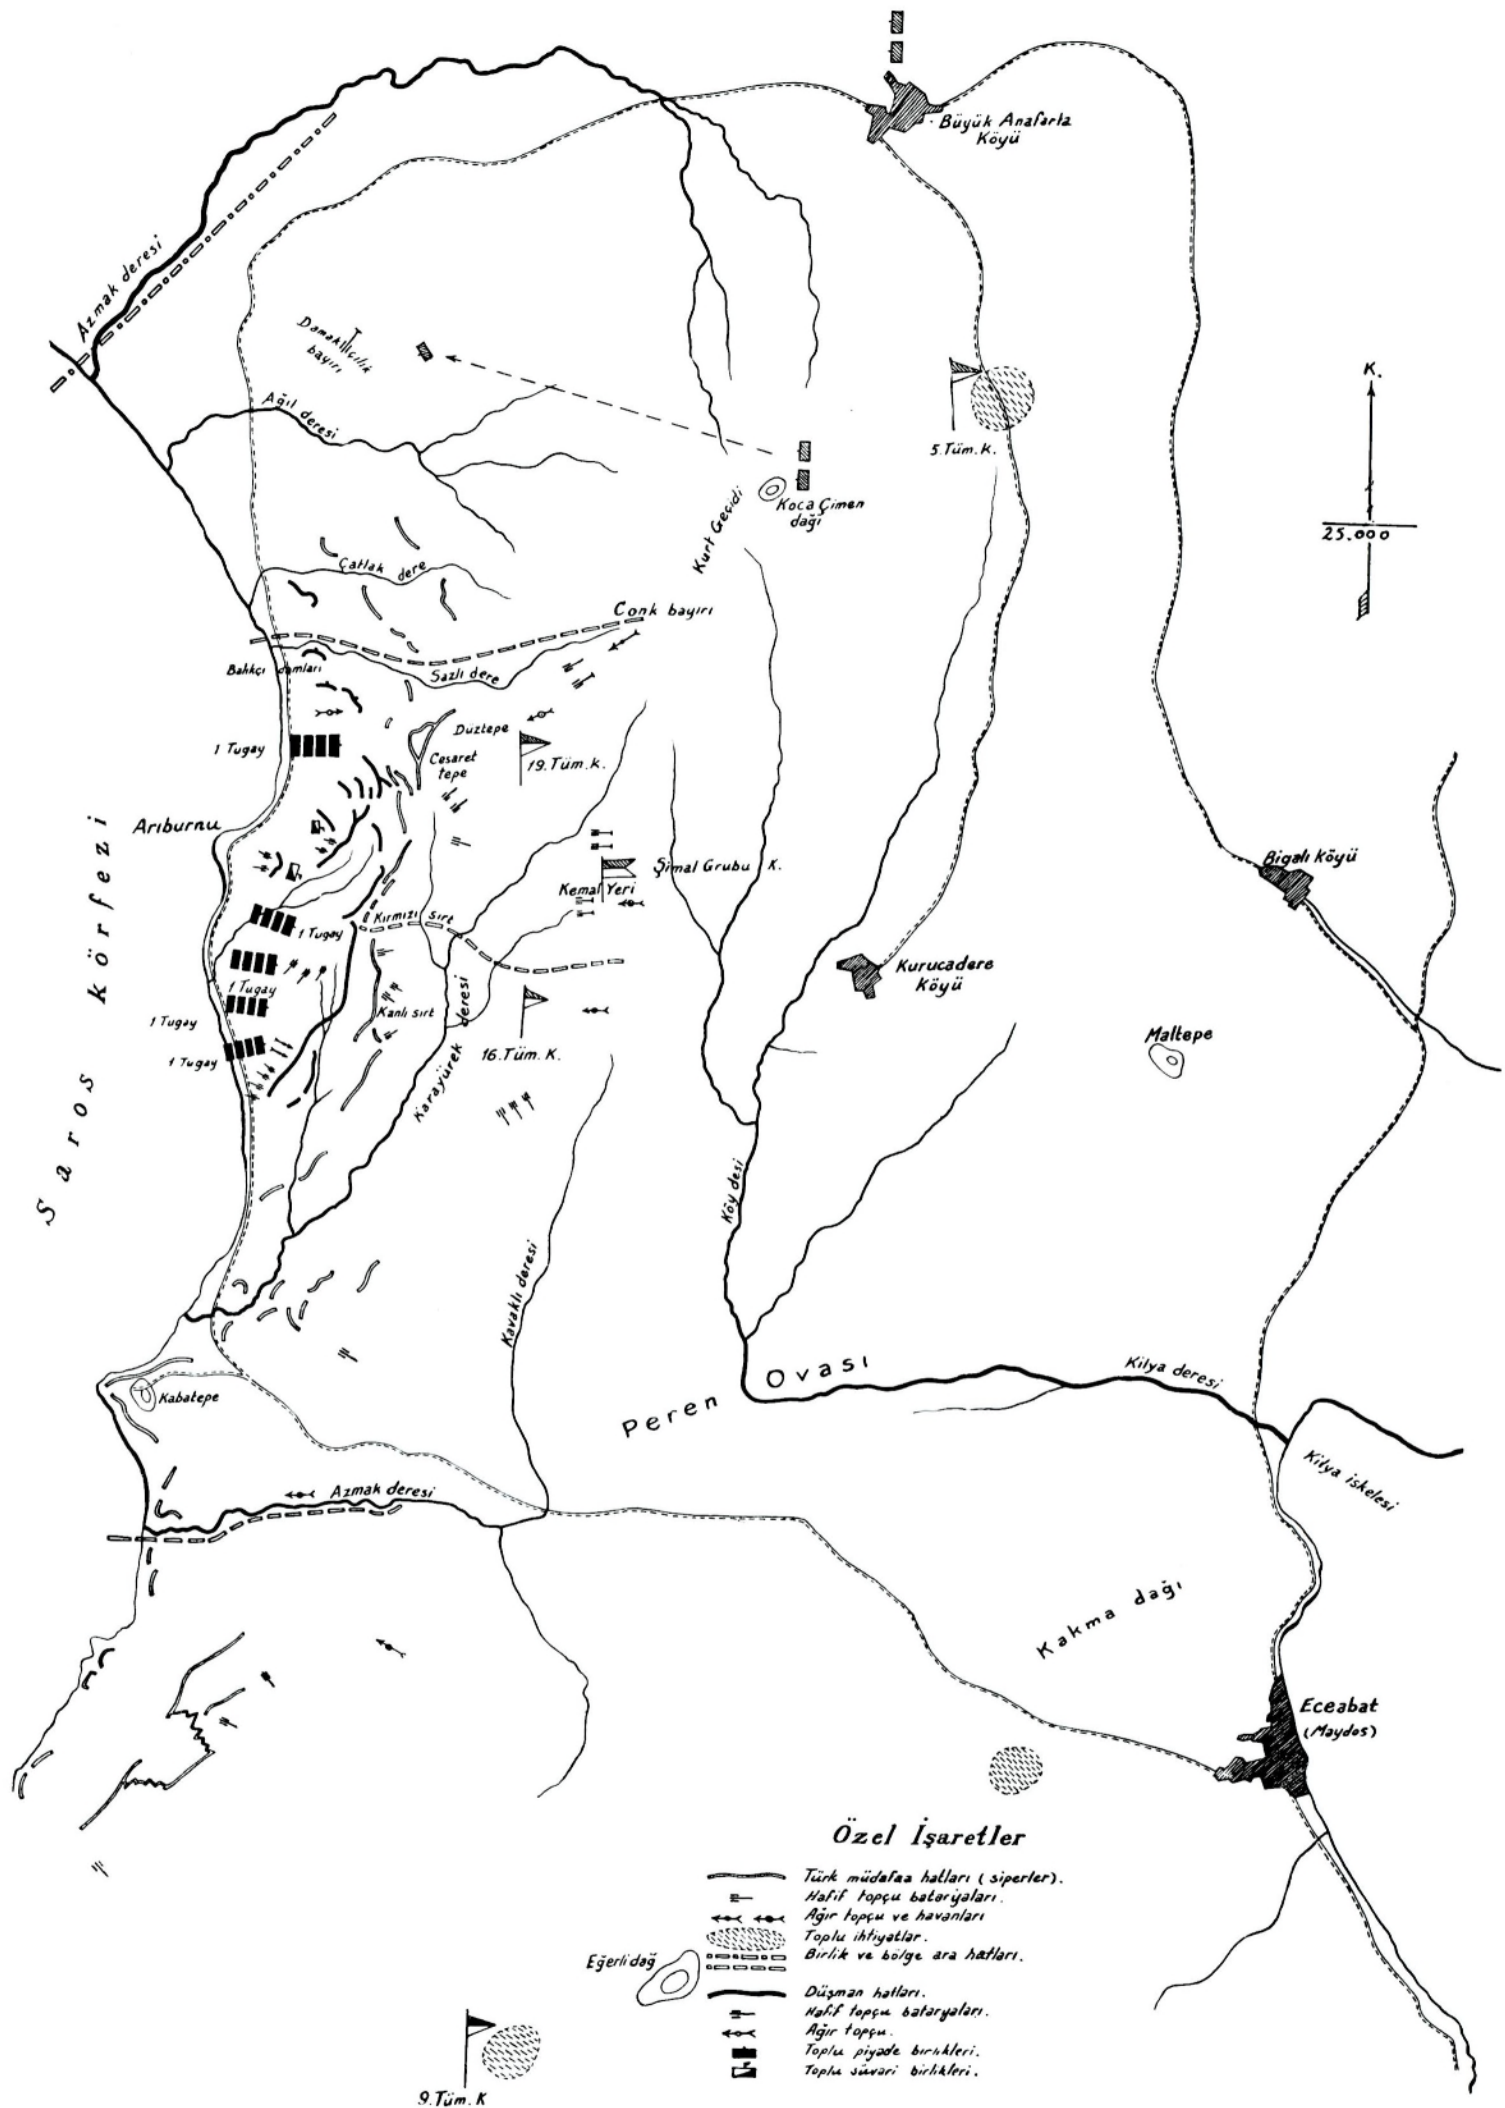 Büyük Anafarta
Köyü
Azmak deresi
Damakçılık
bayırı
K.
Ağıl deresi
5.Tüm.K.
Koca Çimen
dağı
Kurt Geçidi
25.000
Çatlak dere
Conk bayırı
Balıkçı damları
Sazlı dere
Düztepe
1 Tugay
Cesaret
tepe
19.Tüm.K.
Arıburnu
Şimal Grubu K.
Bigalı köyü
Kemal Yeri
Kırmızı sırt
1 Tugay
Kurucadere
Köyü
1 Tugay
Kanlı sırt
1 Tugay
Maltepe
16.Tüm.K.
1 Tugay
Karayürek deresi
Saros körfezi
Köy desi
Kavaklı deresi
Kilya deresi
Peren Ovası
Kabatepe
Kilya iskelesi
Azmak deresi
Kakma dağı
Eceabat
(Maydos)
Özel İşaretler
Türk müdafaa hatları (siperler).
Hafif topçu bataryaları.
Ağır topçu ve havanları
Toplu ihtiyatlar.
Birlik ve bölge ara hatları.
Eğerlidağ
Düşman hatları.
Hafif topçu bataryaları.
Ağır topçu.
Toplu piyade birlikleri.
Toplu süvari birlikleri.
9.Tüm.K